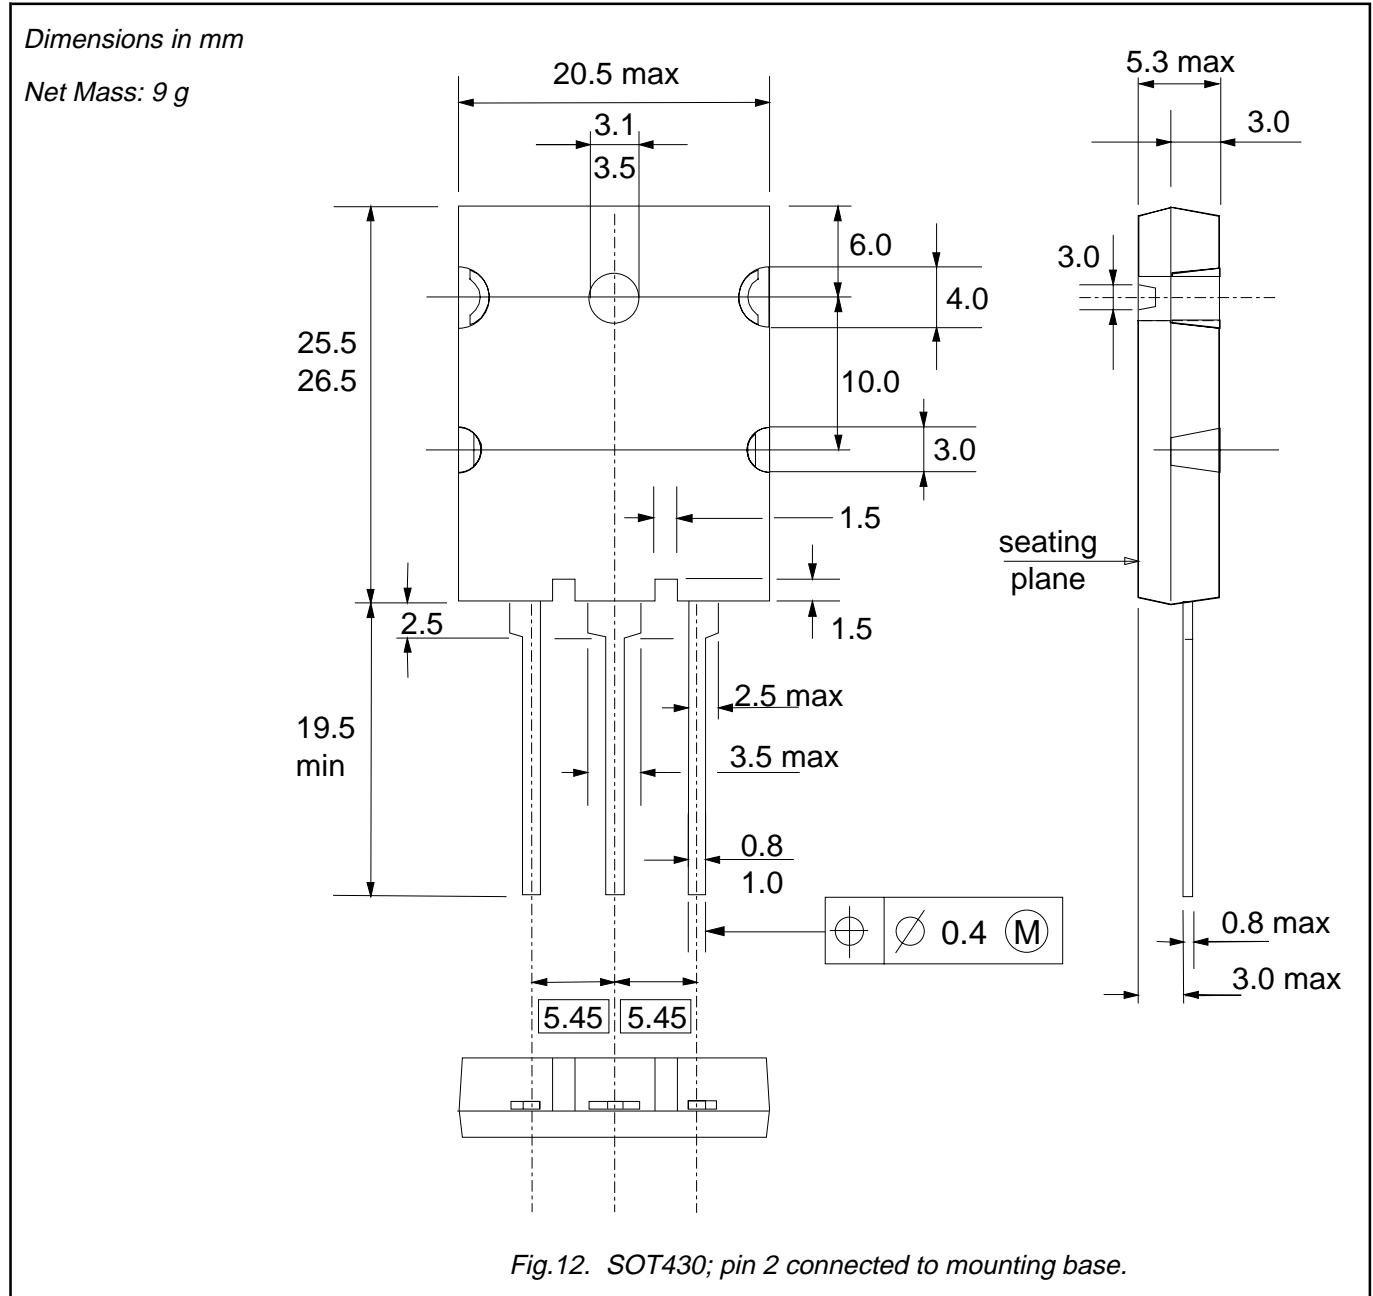 Dimensions in mm
Net Mass: 9 g
20.5 max
5.3 max
3.1
3.5
3.0
6.0
3.0
4.0
25.5
26.5
10.0
3.0
1.5
seating
plane
2.5
1.5
2.5 max
19.5
min
3.5 max
0.8
1.0
0.4 M
0.8 max
3.0 max
5.45 5.45
Fig.12. SOT430; pin 2 connected to mounting base.